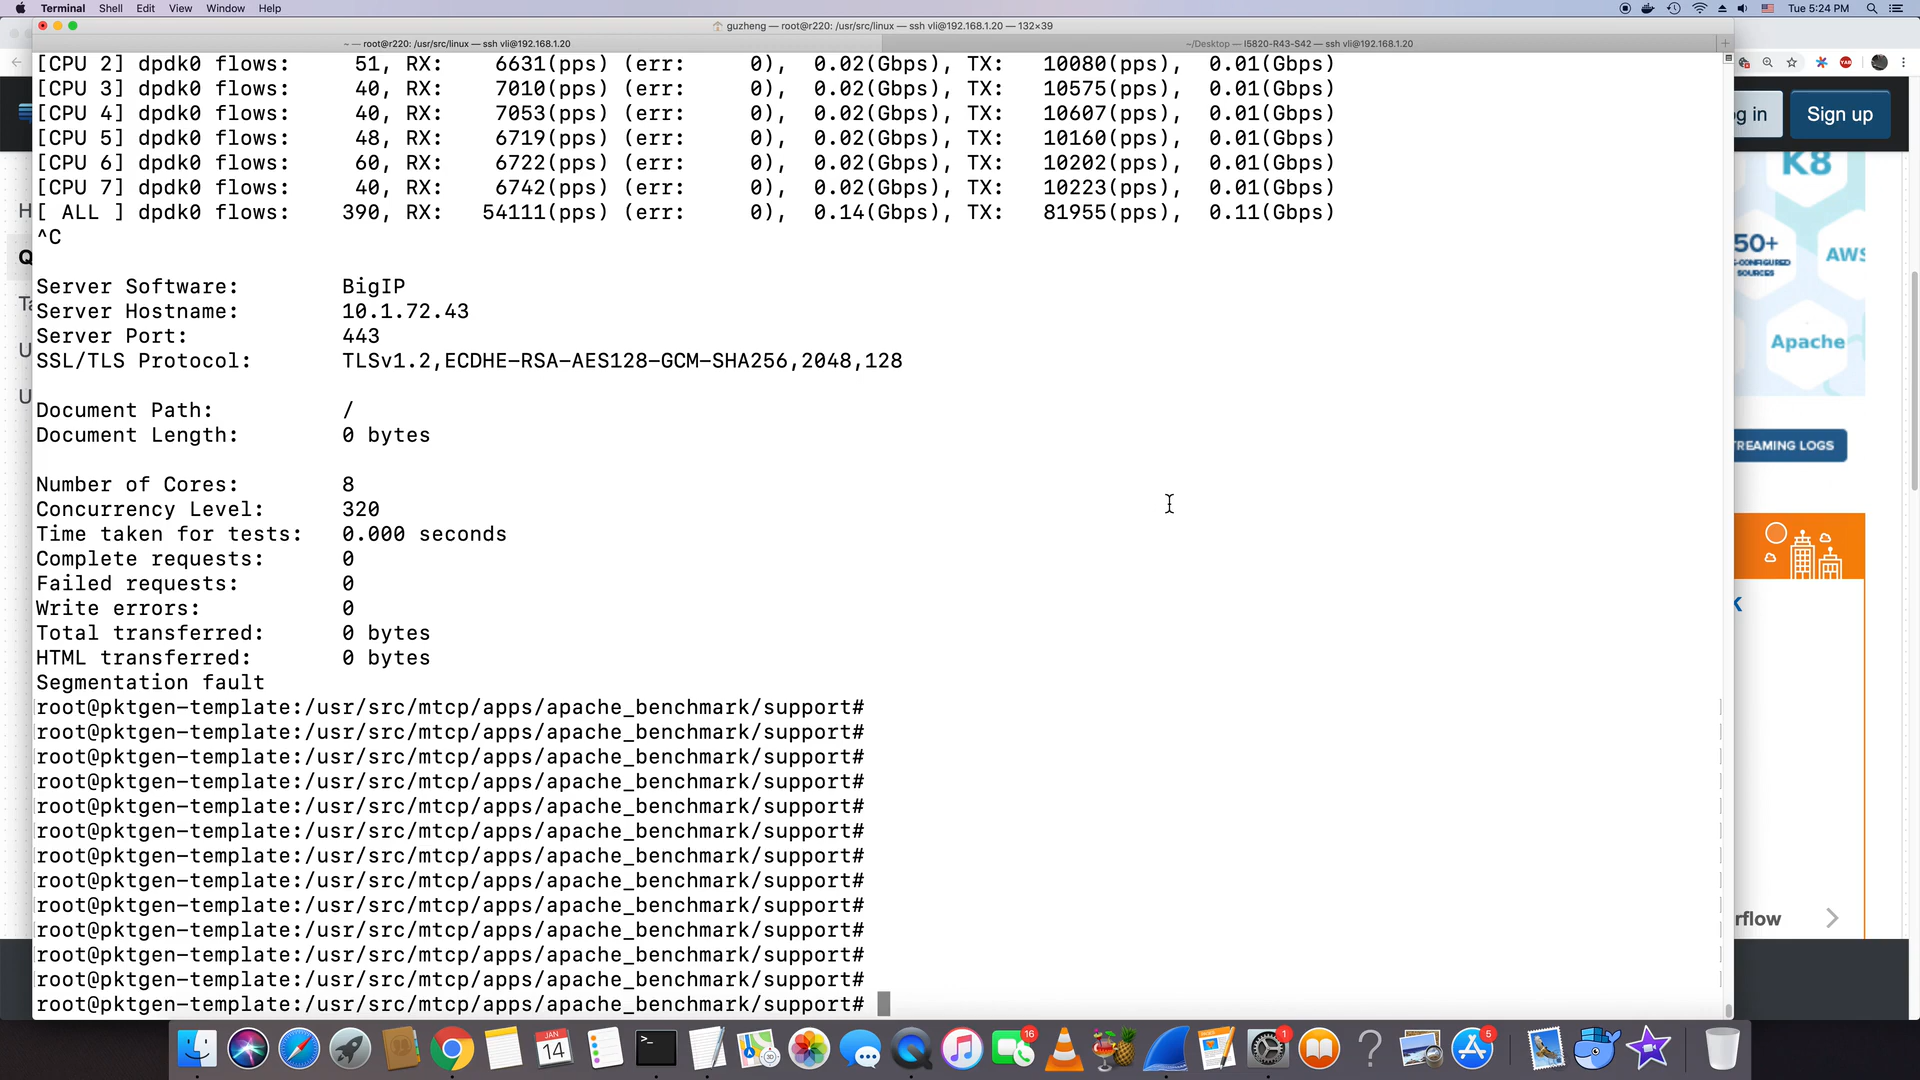 Terminal Shell Edit View Window Help Tue 5:24 PM
guzheng — root@r220: /usr/src/linux — ssh vli@192.168.1.20 — 132×39
~ — root@r220: /usr/src/linux — ssh vli@192.168.1.20
~/Desktop — I5820-R43-S42 — ssh vli@192.168.1.20
[CPU 2] dpdk0 flows: 51, RX: 6631(pps) (err: 0), 0.02(Gbps), TX: 10080(pps), 0.01(Gbps)
[CPU 3] dpdk0 flows: 40, RX: 7010(pps) (err: 0), 0.02(Gbps), TX: 10575(pps), 0.01(Gbps)
[CPU 4] dpdk0 flows: 40, RX: 7053(pps) (err: 0), 0.02(Gbps), TX: 10607(pps), 0.01(Gbps)
[CPU 5] dpdk0 flows: 48, RX: 6719(pps) (err: 0), 0.02(Gbps), TX: 10160(pps), 0.01(Gbps)
[CPU 6] dpdk0 flows: 60, RX: 6722(pps) (err: 0), 0.02(Gbps), TX: 10202(pps), 0.01(Gbps)
[CPU 7] dpdk0 flows: 40, RX: 6742(pps) (err: 0), 0.02(Gbps), TX: 10223(pps), 0.01(Gbps)
[ ALL ] dpdk0 flows: 390, RX: 54111(pps) (err: 0), 0.14(Gbps), TX: 81955(pps), 0.11(Gbps)
^C
Server Software: BigIP
Server Hostname: 10.1.72.43
Server Port: 443
SSL/TLS Protocol: TLSv1.2,ECDHE-RSA-AES128-GCM-SHA256,2048,128
Document Path: /
Document Length: 0 bytes
Number of Cores: 8
Concurrency Level: 320
Time taken for tests: 0.000 seconds
Complete requests: 0
Failed requests: 0
Write errors: 0
Total transferred: 0 bytes
HTML transferred: 0 bytes
Segmentation fault
root@pktgen-template:/usr/src/mtcp/apps/apache_benchmark/support#
root@pktgen-template:/usr/src/mtcp/apps/apache_benchmark/support#
root@pktgen-template:/usr/src/mtcp/apps/apache_benchmark/support#
root@pktgen-template:/usr/src/mtcp/apps/apache_benchmark/support#
root@pktgen-template:/usr/src/mtcp/apps/apache_benchmark/support#
root@pktgen-template:/usr/src/mtcp/apps/apache_benchmark/support#
root@pktgen-template:/usr/src/mtcp/apps/apache_benchmark/support#
root@pktgen-template:/usr/src/mtcp/apps/apache_benchmark/support#
root@pktgen-template:/usr/src/mtcp/apps/apache_benchmark/support#
root@pktgen-template:/usr/src/mtcp/apps/apache_benchmark/support#
root@pktgen-template:/usr/src/mtcp/apps/apache_benchmark/support#
root@pktgen-template:/usr/src/mtcp/apps/apache_benchmark/support#
root@pktgen-template:/usr/src/mtcp/apps/apache_benchmark/support#
g in
Sign up
K8
50+
AWS
SOURCES
Apache
TREAMING LOGS
rflow
JAN
14
16
1
5